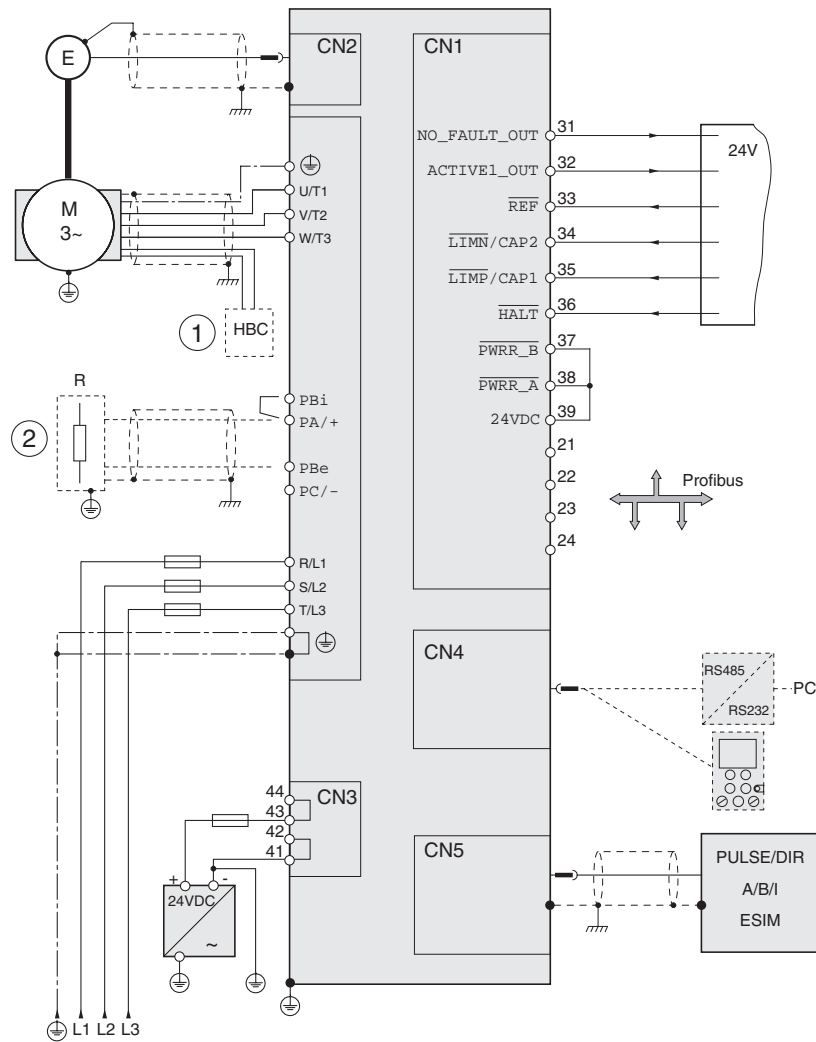 E
CN2
CN1
NO_FAULT_OUT 31
ACTIVE1_OUT 32
REF 33
LIMN/CAP2 34
LIMP/CAP1 35
HALT 36
PWRR_B 37
PWRR_A 38
24VDC 39
21
22
23
24
24V
Profibus
M
3~
U/T1
V/T2
W/T3
1
HBC
2
R
PBi
PA/+
PBe
PC/-
R/L1
S/L2
T/L3
CN4
RS485
RS232
PC
CN3
44
43
42
41
+ -
24VDC
~
CN5
PULSE/DIR
A/B/I
ESIM
L1 L2 L3